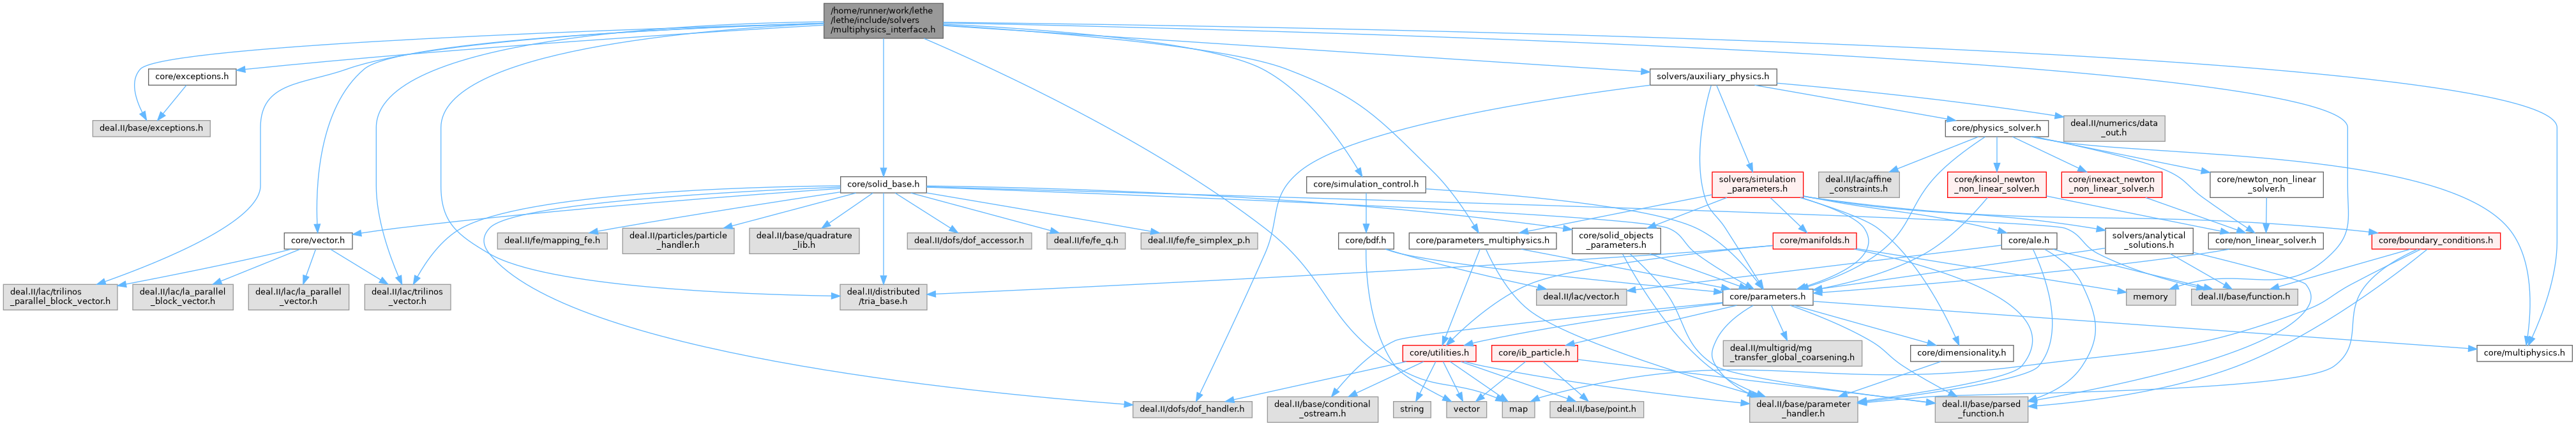 /home/runner/work/lethe
/lethe/include/solvers
/multiphysics_interface.h
core/exceptions.h
solvers/auxiliary_physics.h
deal.II/base/exceptions.h
core/physics_solver.h
deal.II/numerics/data
_out.h
core/solid_base.h
core/simulation_control.h
solvers/simulation
_parameters.h
deal.II/lac/affine
_constraints.h
core/kinsol_newton
_non_linear_solver.h
core/inexact_newton
_non_linear_solver.h
core/newton_non_linear
_solver.h
core/vector.h
deal.II/fe/mapping_fe.h
deal.II/particles/particle
_handler.h
deal.II/base/quadrature
_lib.h
deal.II/dofs/dof_accessor.h
deal.II/fe/fe_q.h
deal.II/fe/fe_simplex_p.h
core/bdf.h
core/parameters_multiphysics.h
core/solid_objects
_parameters.h
core/manifolds.h
core/ale.h
solvers/analytical
_solutions.h
core/non_linear_solver.h
core/boundary_conditions.h
deal.II/lac/trilinos
_parallel_block_vector.h
deal.II/lac/la_parallel
_block_vector.h
deal.II/lac/la_parallel
_vector.h
deal.II/lac/trilinos
_vector.h
deal.II/distributed
/tria_base.h
deal.II/lac/vector.h
core/parameters.h
memory
deal.II/base/function.h
core/utilities.h
core/ib_particle.h
deal.II/multigrid/mg
_transfer_global_coarsening.h
core/dimensionality.h
core/multiphysics.h
deal.II/dofs/dof_handler.h
deal.II/base/conditional
_ostream.h
string
vector
map
deal.II/base/point.h
deal.II/base/parameter
_handler.h
deal.II/base/parsed
_function.h